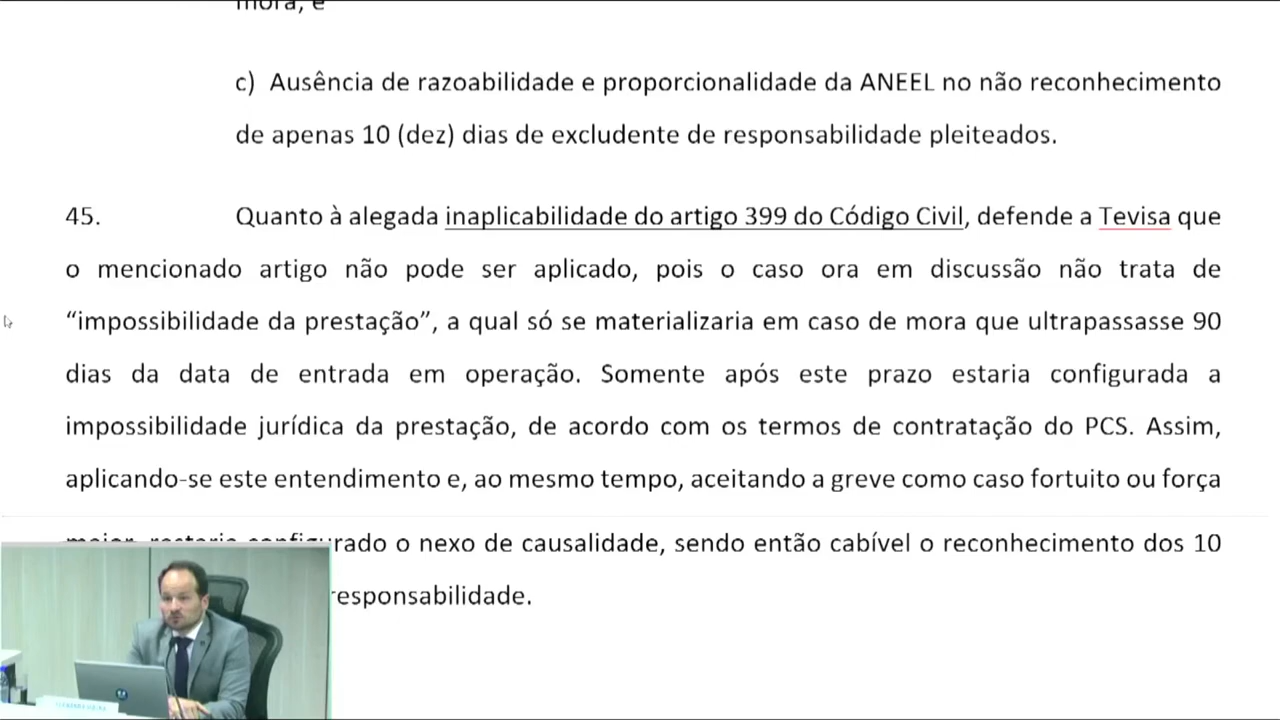 mora, e
c) Ausência de razoabilidade e proporcionalidade da ANEEL no não reconhecimento
de apenas 10 (dez) dias de excludente de responsabilidade pleiteados.
45. Quanto à alegada inaplicabilidade do artigo 399 do Código Civil, defende a Tevisa que
o mencionado artigo não pode ser aplicado, pois o caso ora em discussão não trata de
“impossibilidade da prestação”, a qual só se materializaria em caso de mora que ultrapassasse 90
dias da data de entrada em operação. Somente após este prazo estaria configurada a
impossibilidade jurídica da prestação, de acordo com os termos de contratação do PCS. Assim,
aplicando-se este entendimento e, ao mesmo tempo, aceitando a greve como caso fortuito ou força
maior, restaria configurado o nexo de causalidade, sendo então cabível o reconhecimento dos 10
responsabilidade.